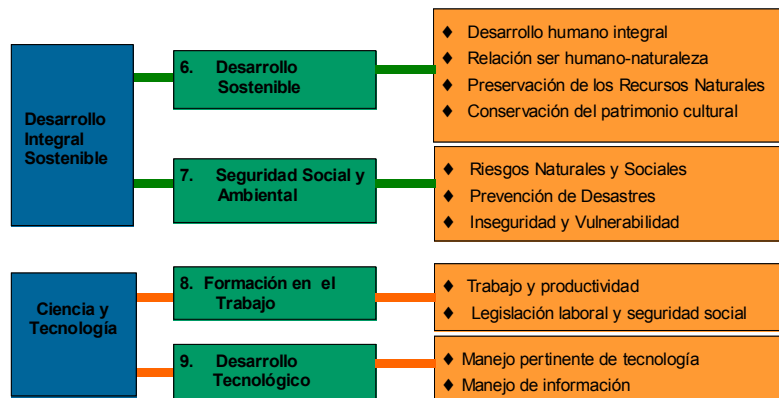 Desarrollo
Integral
Sostenible
6. Desarrollo
Sostenible
♦ Desarrollo humano integral
♦ Relación ser humano-naturaleza
♦ Preservación de los Recursos Naturales
♦ Conservación del patrimonio cultural
7. Seguridad Social y
Ambiental
♦ Riesgos Naturales y Sociales
♦ Prevención de Desastres
♦ Inseguridad y Vulnerabilidad
Ciencia y
Tecnología
8. Formación en el
Trabajo
♦ Trabajo y productividad
♦ Legislación laboral y seguridad social
9. Desarrollo
Tecnológico
♦ Manejo pertinente de tecnología
♦ Manejo de información